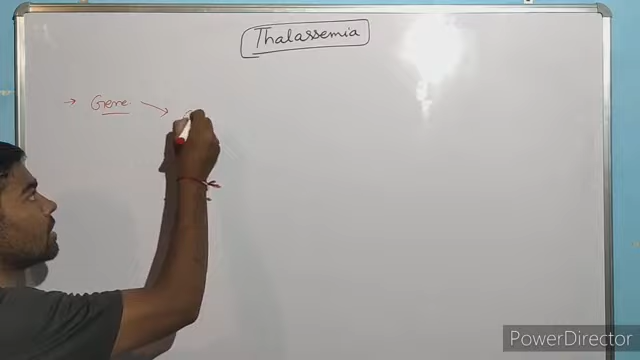 Thalassemia
→ Gene →
PowerDirector